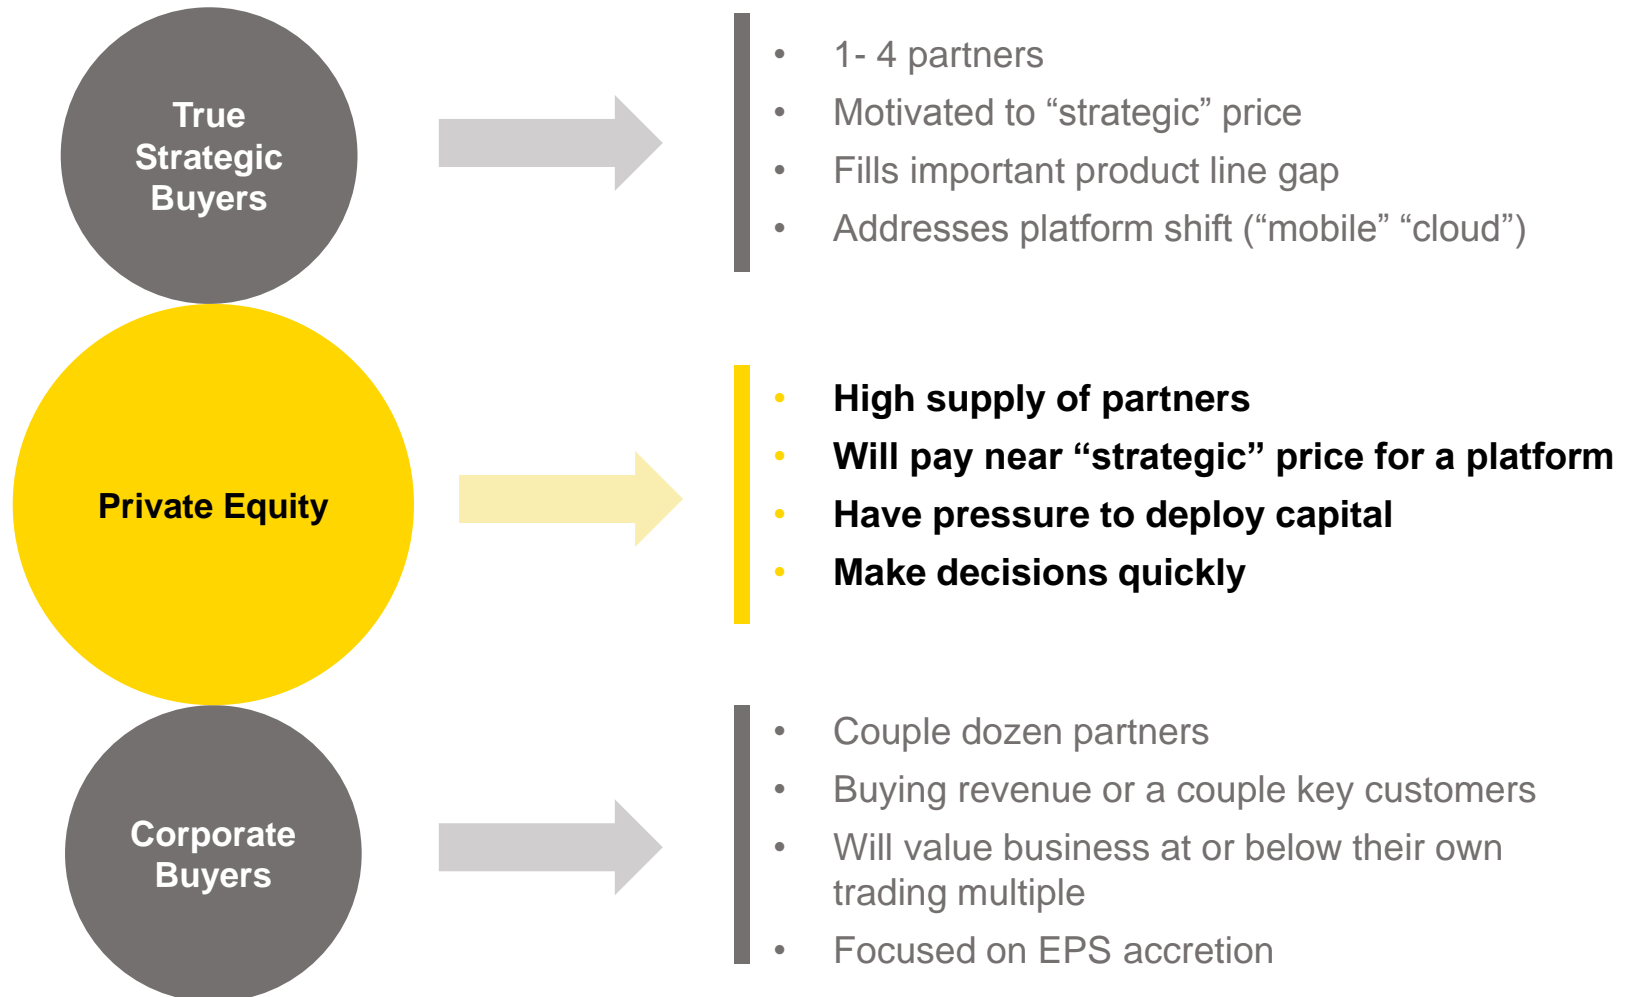 True
Strategic
Buyers
• 1- 4 partners
• Motivated to “strategic” price
• Fills important product line gap
• Addresses platform shift (“mobile” “cloud”)
Private Equity
• High supply of partners
• Will pay near “strategic” price for a platform
• Have pressure to deploy capital
• Make decisions quickly
Corporate
Buyers
• Couple dozen partners
• Buying revenue or a couple key customers
• Will value business at or below their own
trading multiple
• Focused on EPS accretion